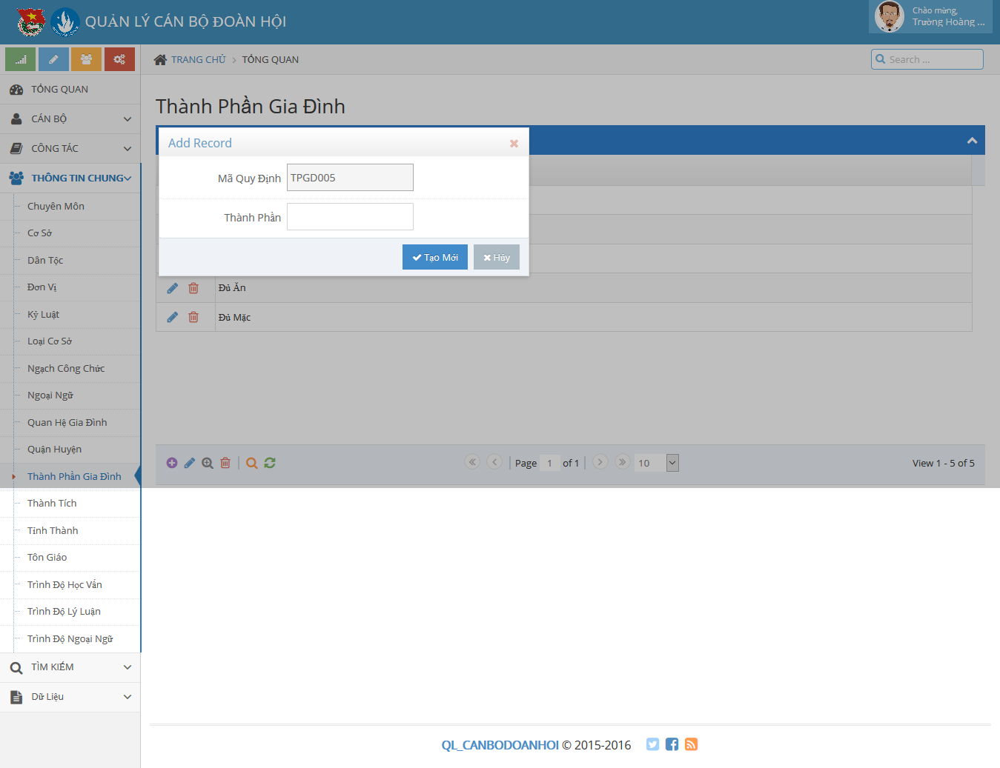 QUẢN LÝ CÁN BỘ ĐOÀN HỘI
Chào mừng,
Trường Hoàng ...
TRANG CHỦ > TỔNG QUAN
Search ...
TỔNG QUAN
CÁN BỘ
CÔNG TÁC
THÔNG TIN CHUNG
Chuyên Môn
Cơ Sở
Dân Tộc
Đơn Vị
Kỷ Luật
Loại Cơ Sở
Ngạch Công Chức
Ngoại Ngữ
Quan Hệ Gia Đình
Quận Huyện
Thành Phần Gia Đình
Thành Tích
Tỉnh Thành
Tôn Giáo
Trình Độ Học Vấn
Trình Độ Lý Luận
Trình Độ Ngoại Ngữ
TÌM KIẾM
Dữ Liệu
Thành Phần Gia Đình
Add Record
Mã Quy Định TPGD005
Thành Phần
Tạo Mới Hủy
Đủ Ăn
Đủ Mặc
Page 1 of 1 10 View 1 - 5 of 5
QL_CANBODOANHOI © 2015-2016